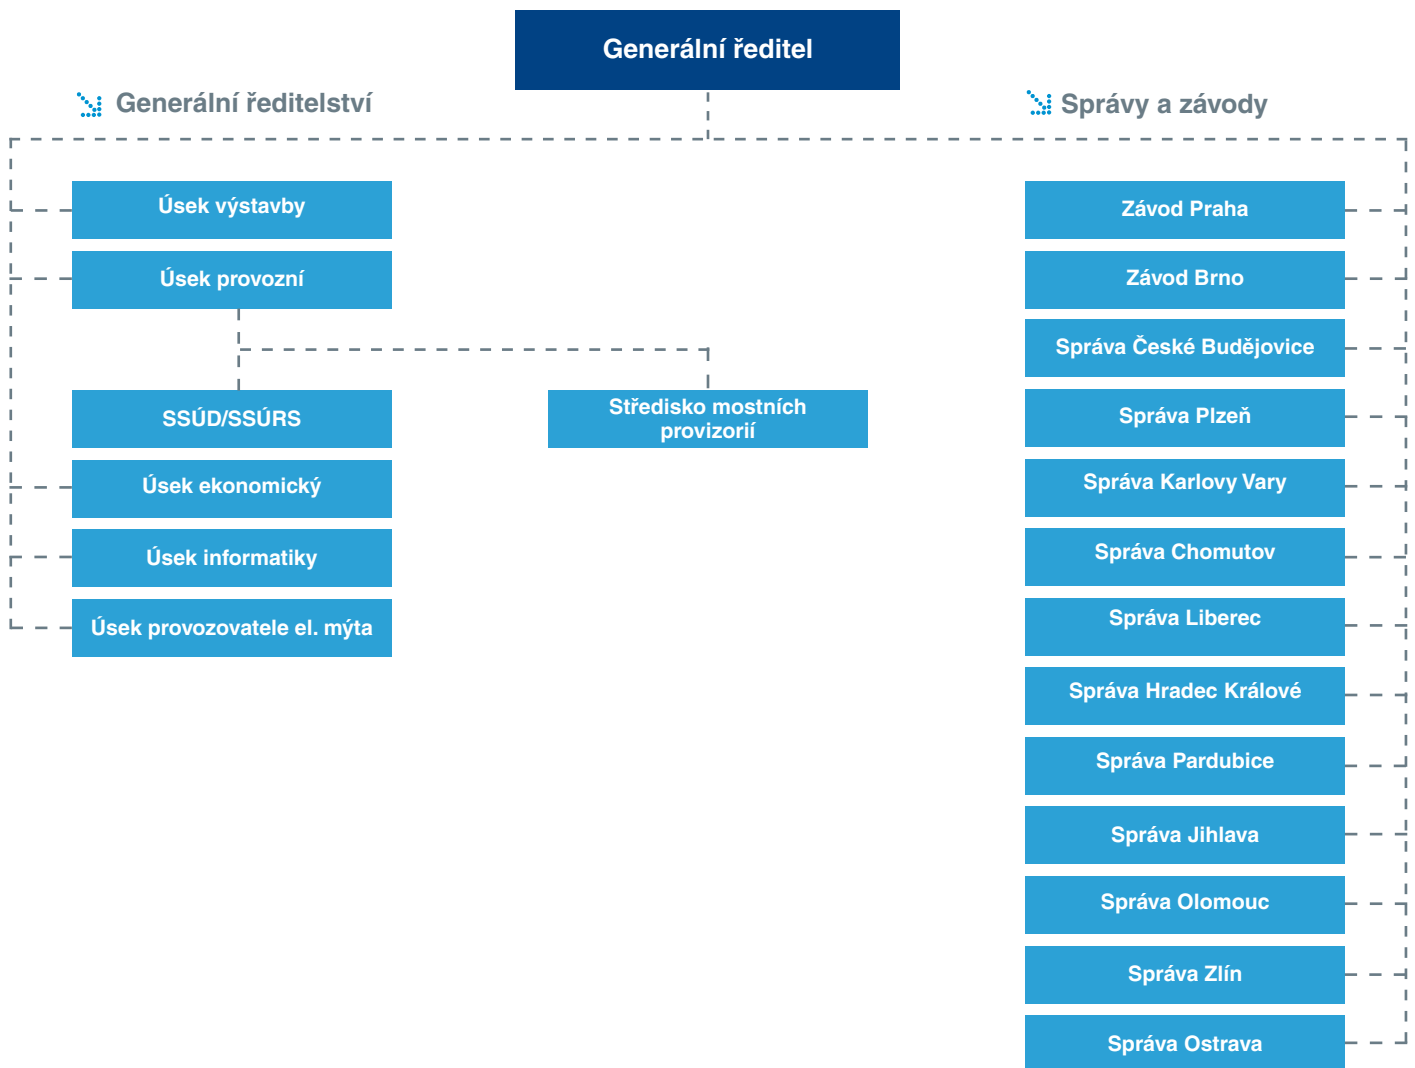 Generální ředitel
Generální ředitelství
Úsek výstavby
Úsek provozní
SSÚD/SSÚRS
Středisko mostních
provizorií
Úsek ekonomický
Úsek informatiky
Úsek provozovatele el. mýta
Správy a závody
Závod Praha
Závod Brno
Správa České Budějovice
Správa Plzeň
Správa Karlovy Vary
Správa Chomutov
Správa Liberec
Správa Hradec Králové
Správa Pardubice
Správa Jihlava
Správa Olomouc
Správa Zlín
Správa Ostrava